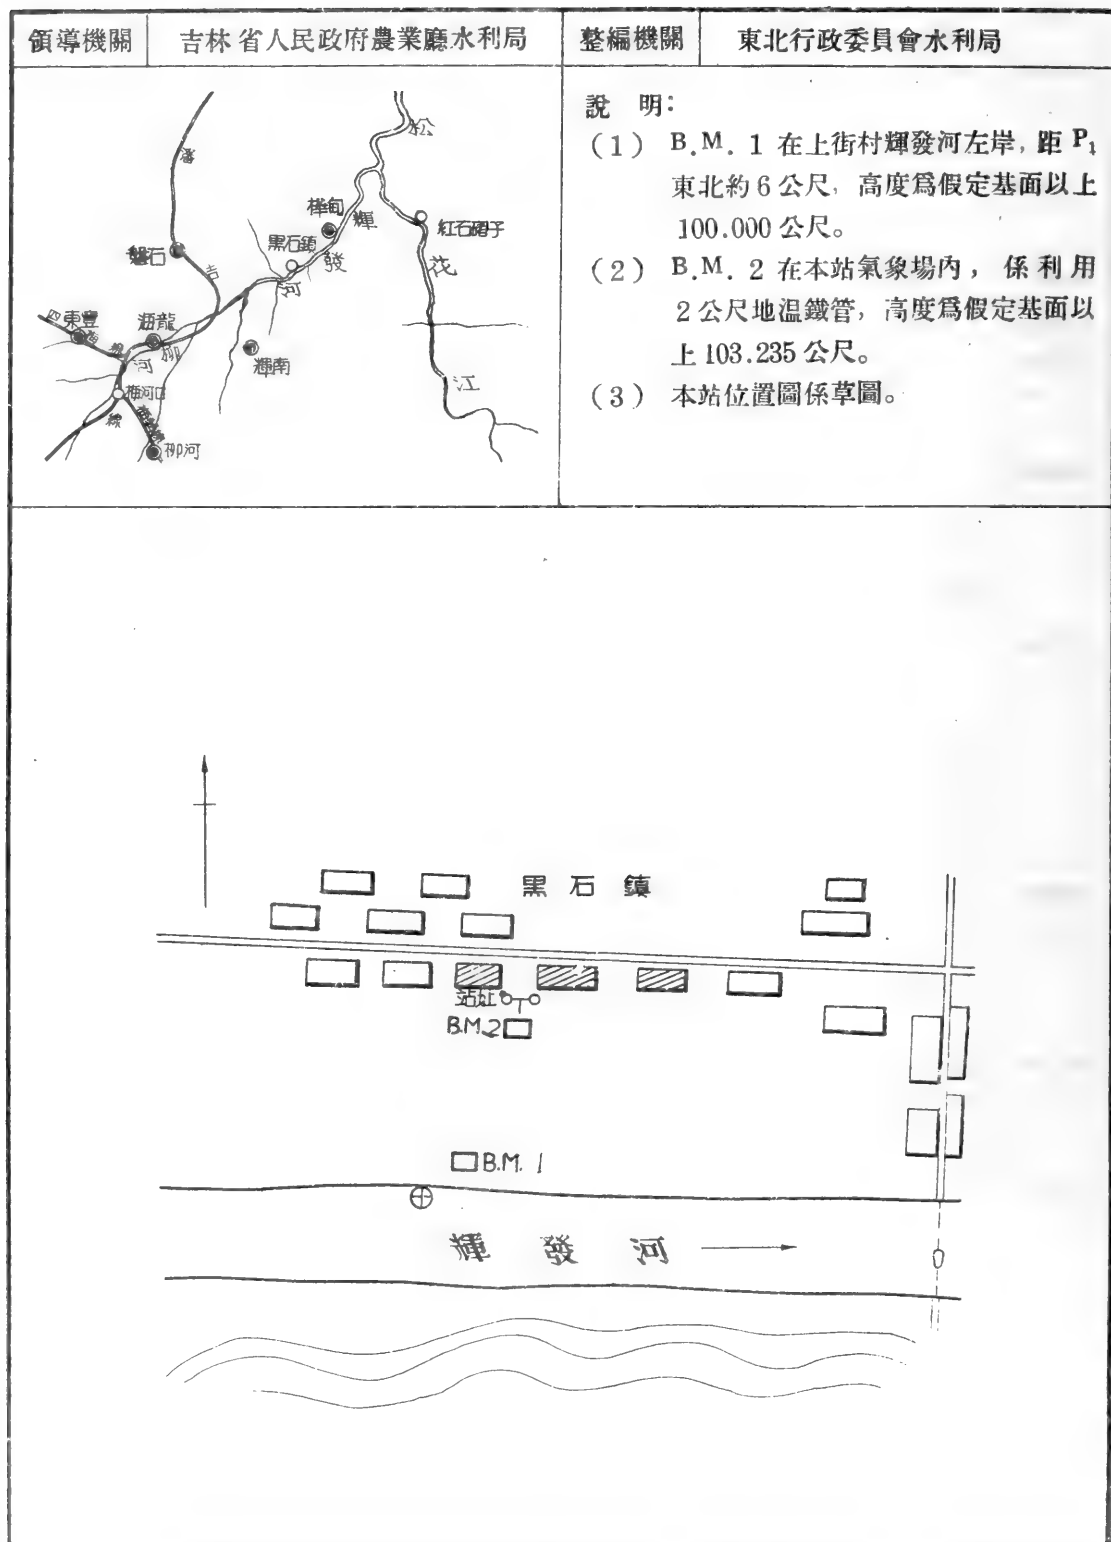 領導機關 吉林省人民政府農業廳水利局 整編機關 東北行政委員會水利局
說 明：
(1) B.M. 1 在上街村輝發河左岸，距 P₁
東北約 6 公尺，高度爲假定基面以上
100.000 公尺。
(2) B.M. 2 在本站氣象場內，係利用
2 公尺地溫鐵管，高度爲假定基面以
上 103.235 公尺。
(3) 本站位置圖係草圖。
松
瀋
樺甸
輝
紅石砬子
黑石鎮
發
花
磐石
吉
河
四
東豐
海龍
柳
輝南
河
江
梅河口
線
柳河
黑石鎮
站址
B.M.2
B.M. 1
輝發河